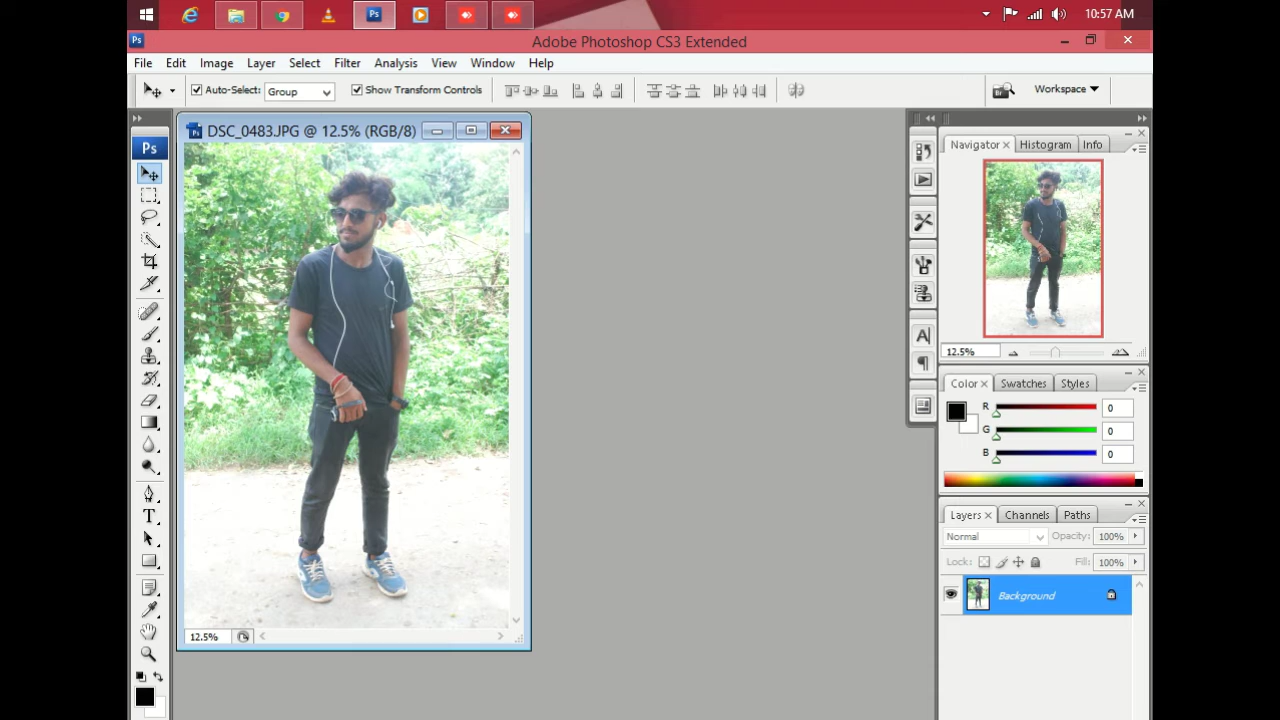 10:57 AM
Ps Adobe Photoshop CS3 Extended
File Edit Image Layer Select Filter Analysis View Window Help
Auto-Select: Group Show Transform Controls Workspace
Ps DSC_0483.JPG @ 12.5% (RGB/8)
Navigator Histogram Info
12.5%
Color Swatches Styles
R 0
G 0
B 0
Layers Channels Paths
Normal Opacity: 100%
Lock: Fill: 100%
Background
12.5%